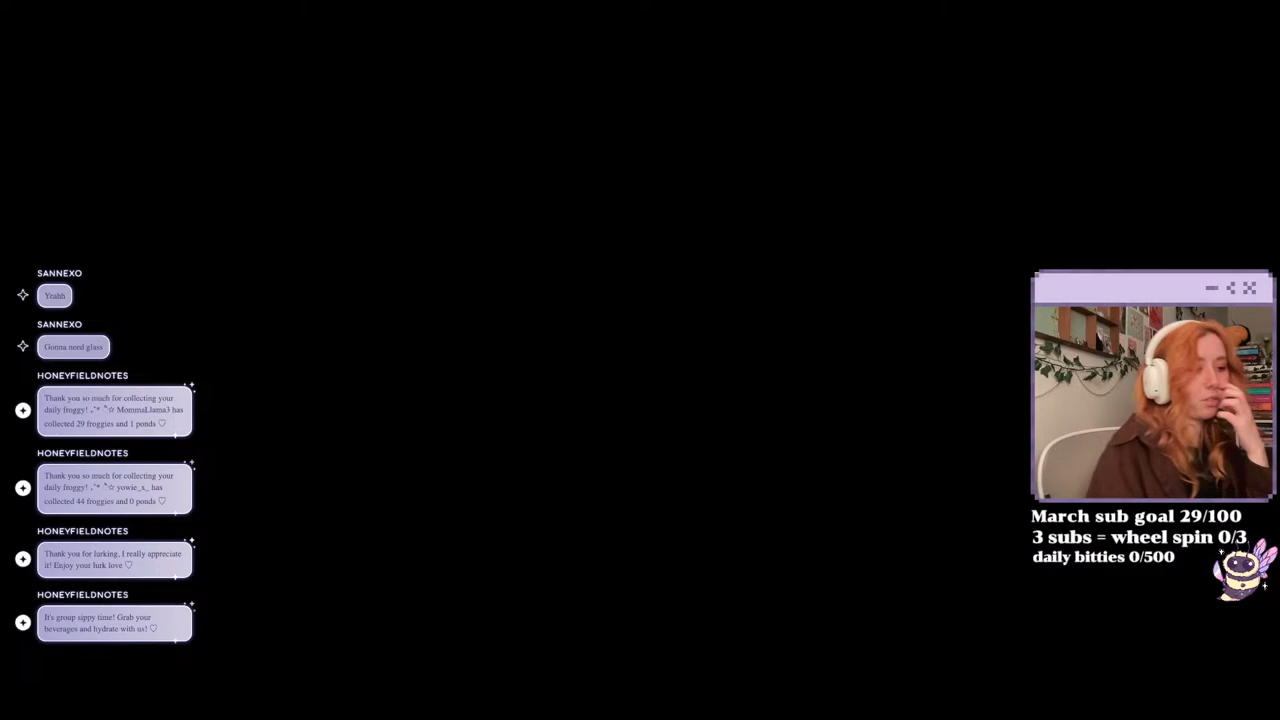 SANNEXO
Yeahh
SANNEXO
Gonna need glass
HONEYFIELDNOTES
Thank you so much for collecting your
daily froggy! ₊˚* ˚☆ MommaLlama3 has
collected 29 froggies and 1 ponds ♡
HONEYFIELDNOTES
Thank you so much for collecting your
daily froggy! ₊˚* ˚☆ yowie_x_ has
collected 44 froggies and 0 ponds ♡
HONEYFIELDNOTES
Thank you for lurking, I really appreciate
it! Enjoy your lurk love ♡
HONEYFIELDNOTES
It's group sippy time! Grab your
beverages and hydrate with us! ♡
March sub goal 29/100
3 subs = wheel spin 0/3
daily bitties 0/500